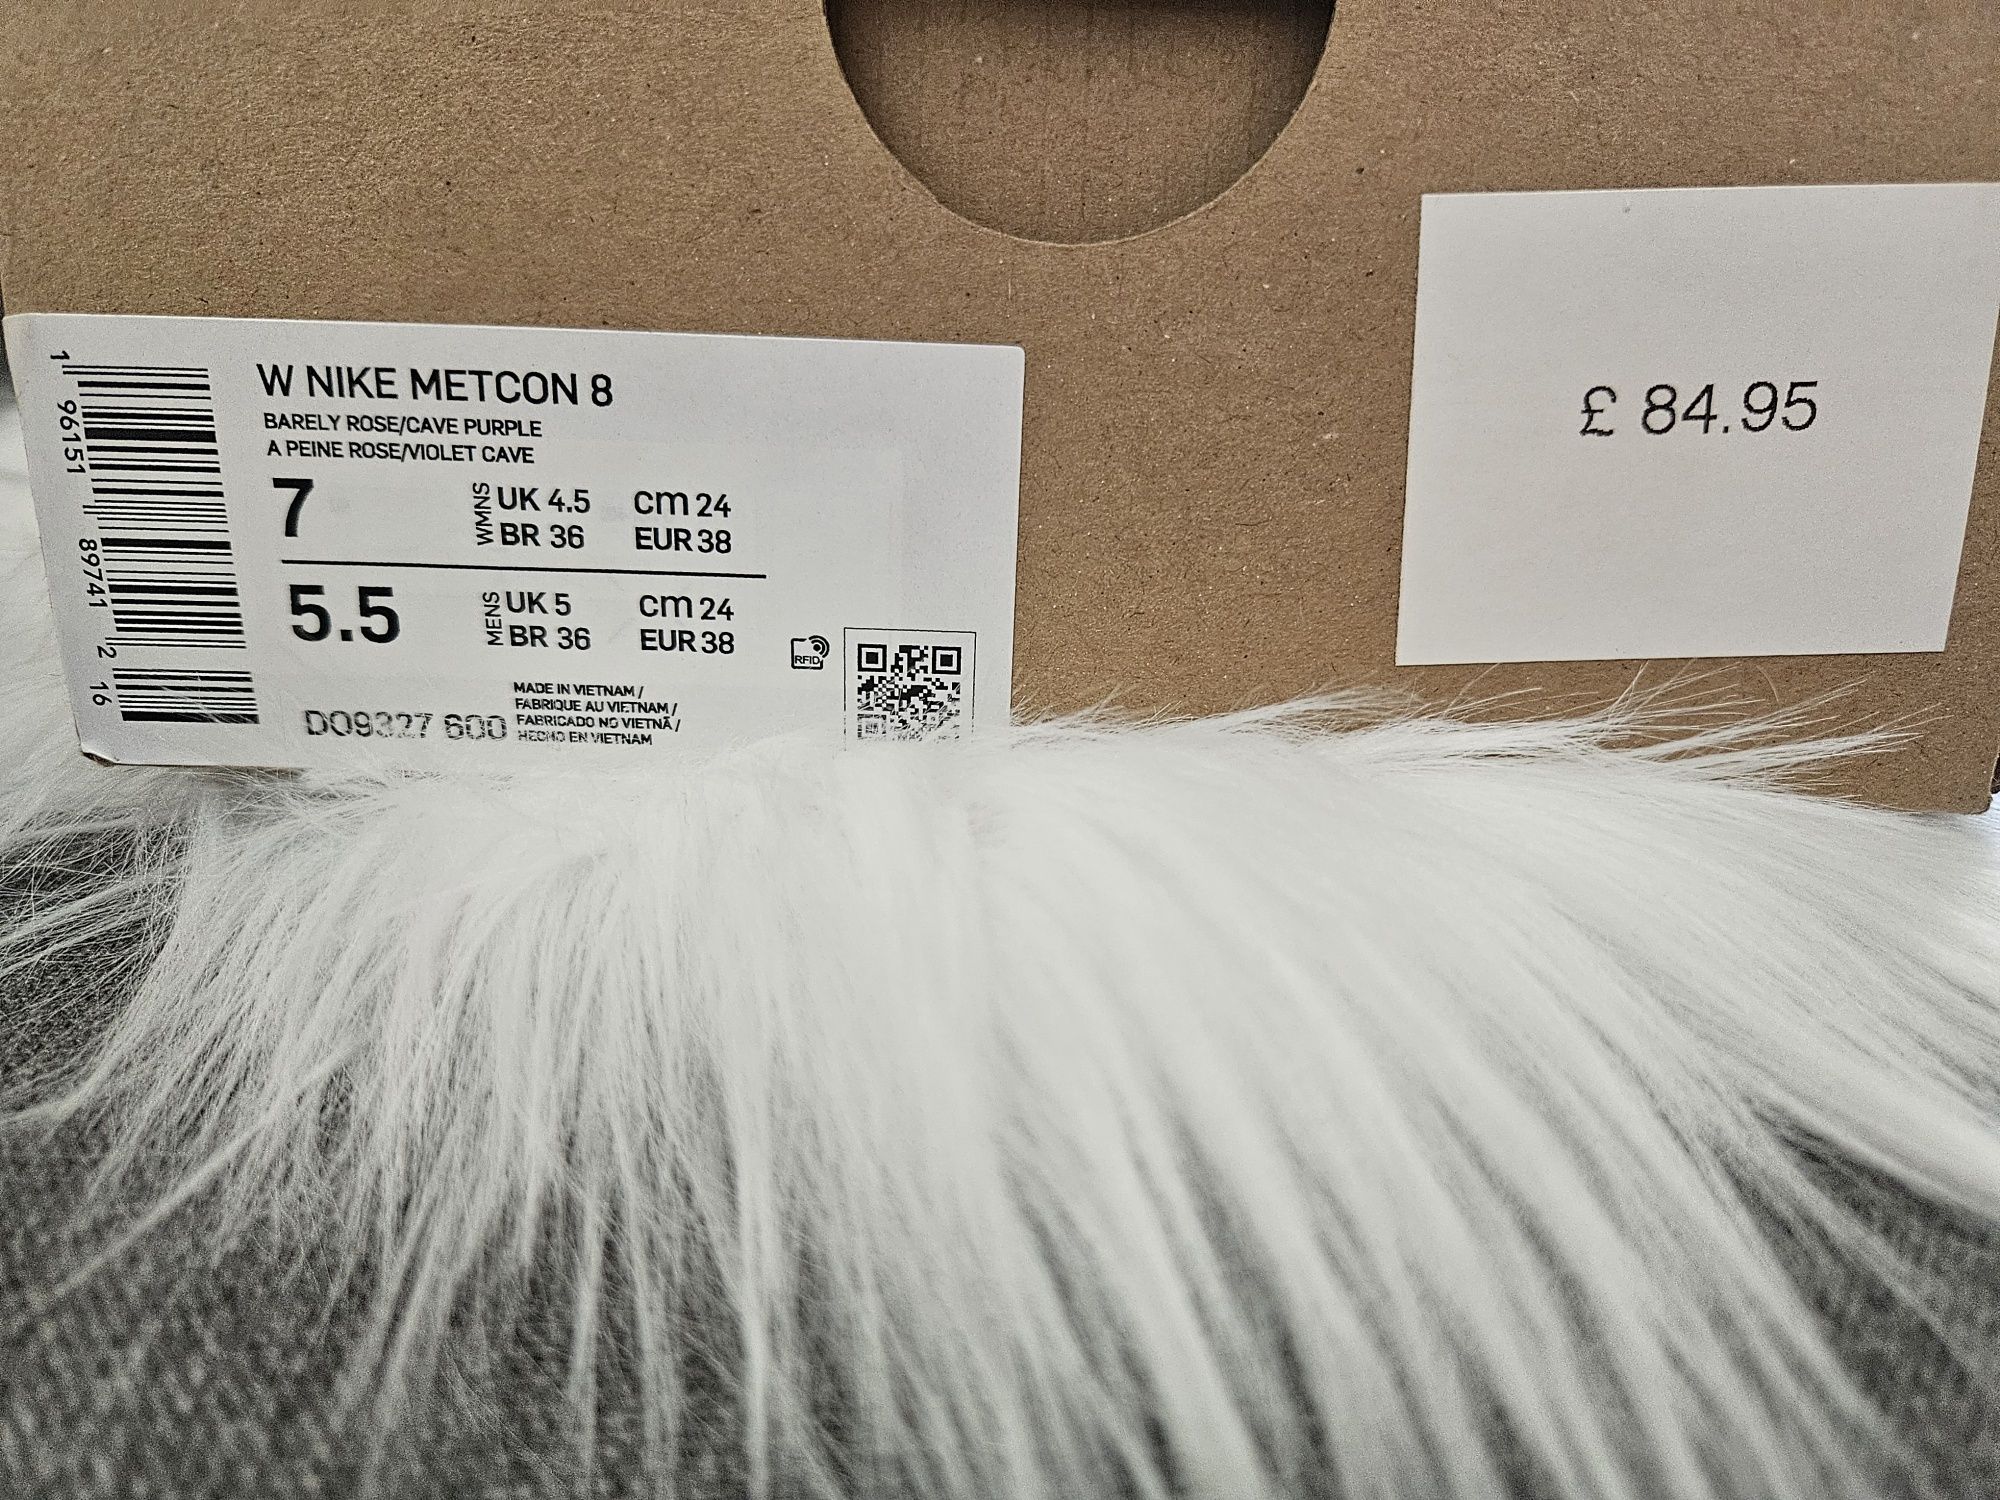 W NIKE METCON 8
BARELY ROSE/CAVE PURPLE
A PEINE ROSE/VIOLET CAVE
7 WMNS UK 4.5 cm 24
BR 36 EUR 38
5.5 MENS UK 5 cm 24
BR 36 EUR 38
RFID
MADE IN VIETNAM /
FABRIQUE AU VIETNAM /
FABRICADO NO VIETNÃ /
HECHO EN VIETNAM
DO9327 600
1 96151 89741 2 16
£ 84.95